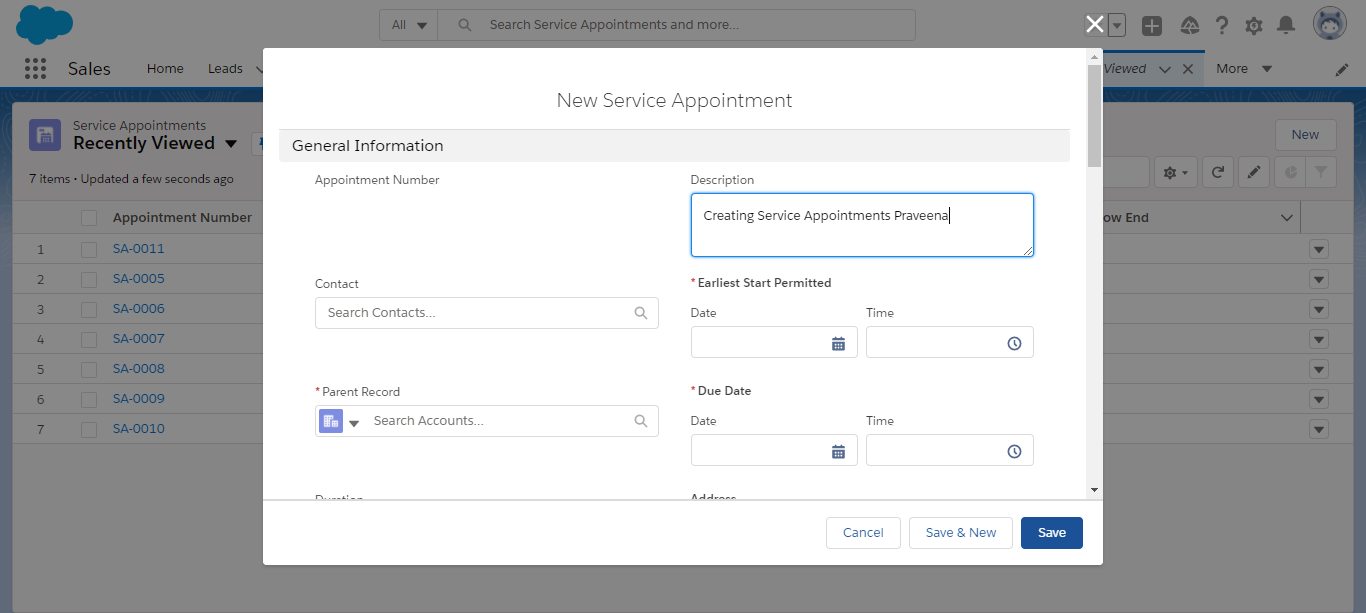 All
Search Service Appointments and more...
Sales
Home
Leads
Viewed
More
Service Appointments
Recently Viewed
New
7 items • Updated a few seconds ago
Appointment Number
ow End
1 SA-0011
2 SA-0005
3 SA-0006
4 SA-0007
5 SA-0008
6 SA-0009
7 SA-0010
New Service Appointment
General Information
Appointment Number
Description
Creating Service Appointments Praveena
Contact
Search Contacts...
* Earliest Start Permitted
Date Time
* Parent Record
Search Accounts...
* Due Date
Date Time
Duration
Address
Cancel
Save & New
Save